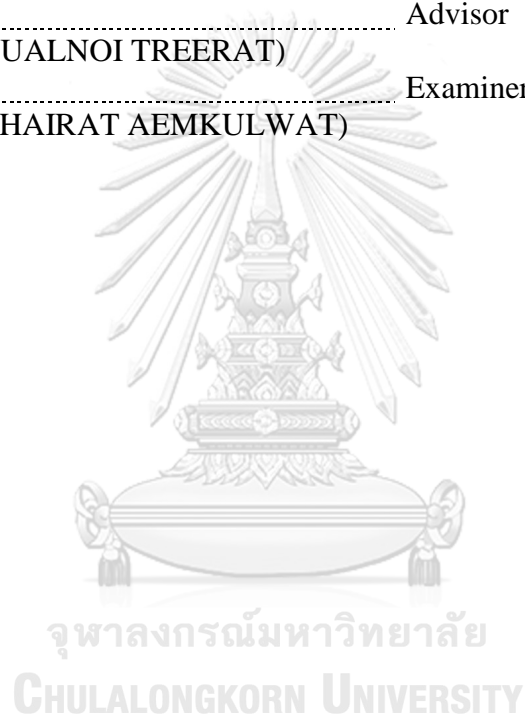 Advisor
UALNOI TREERAT)
Examiner
HAIRAT AEMKULWAT)
จุฬาลงกรณ์มหาวิทยาลัย
CHULALONGKORN UNIVERSITY